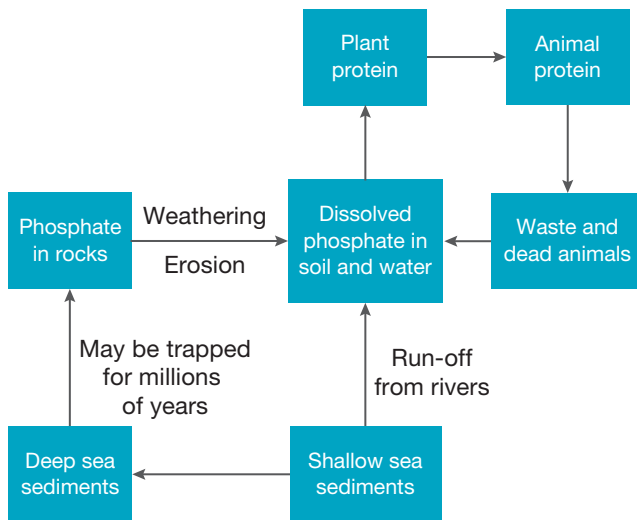 Plant
protein
Animal
protein
Phosphate
in rocks
Weathering
Erosion
Dissolved
phosphate in
soil and water
Waste and
dead animals
May be trapped
for millions
of years
Run-off
from rivers
Deep sea
sediments
Shallow sea
sediments